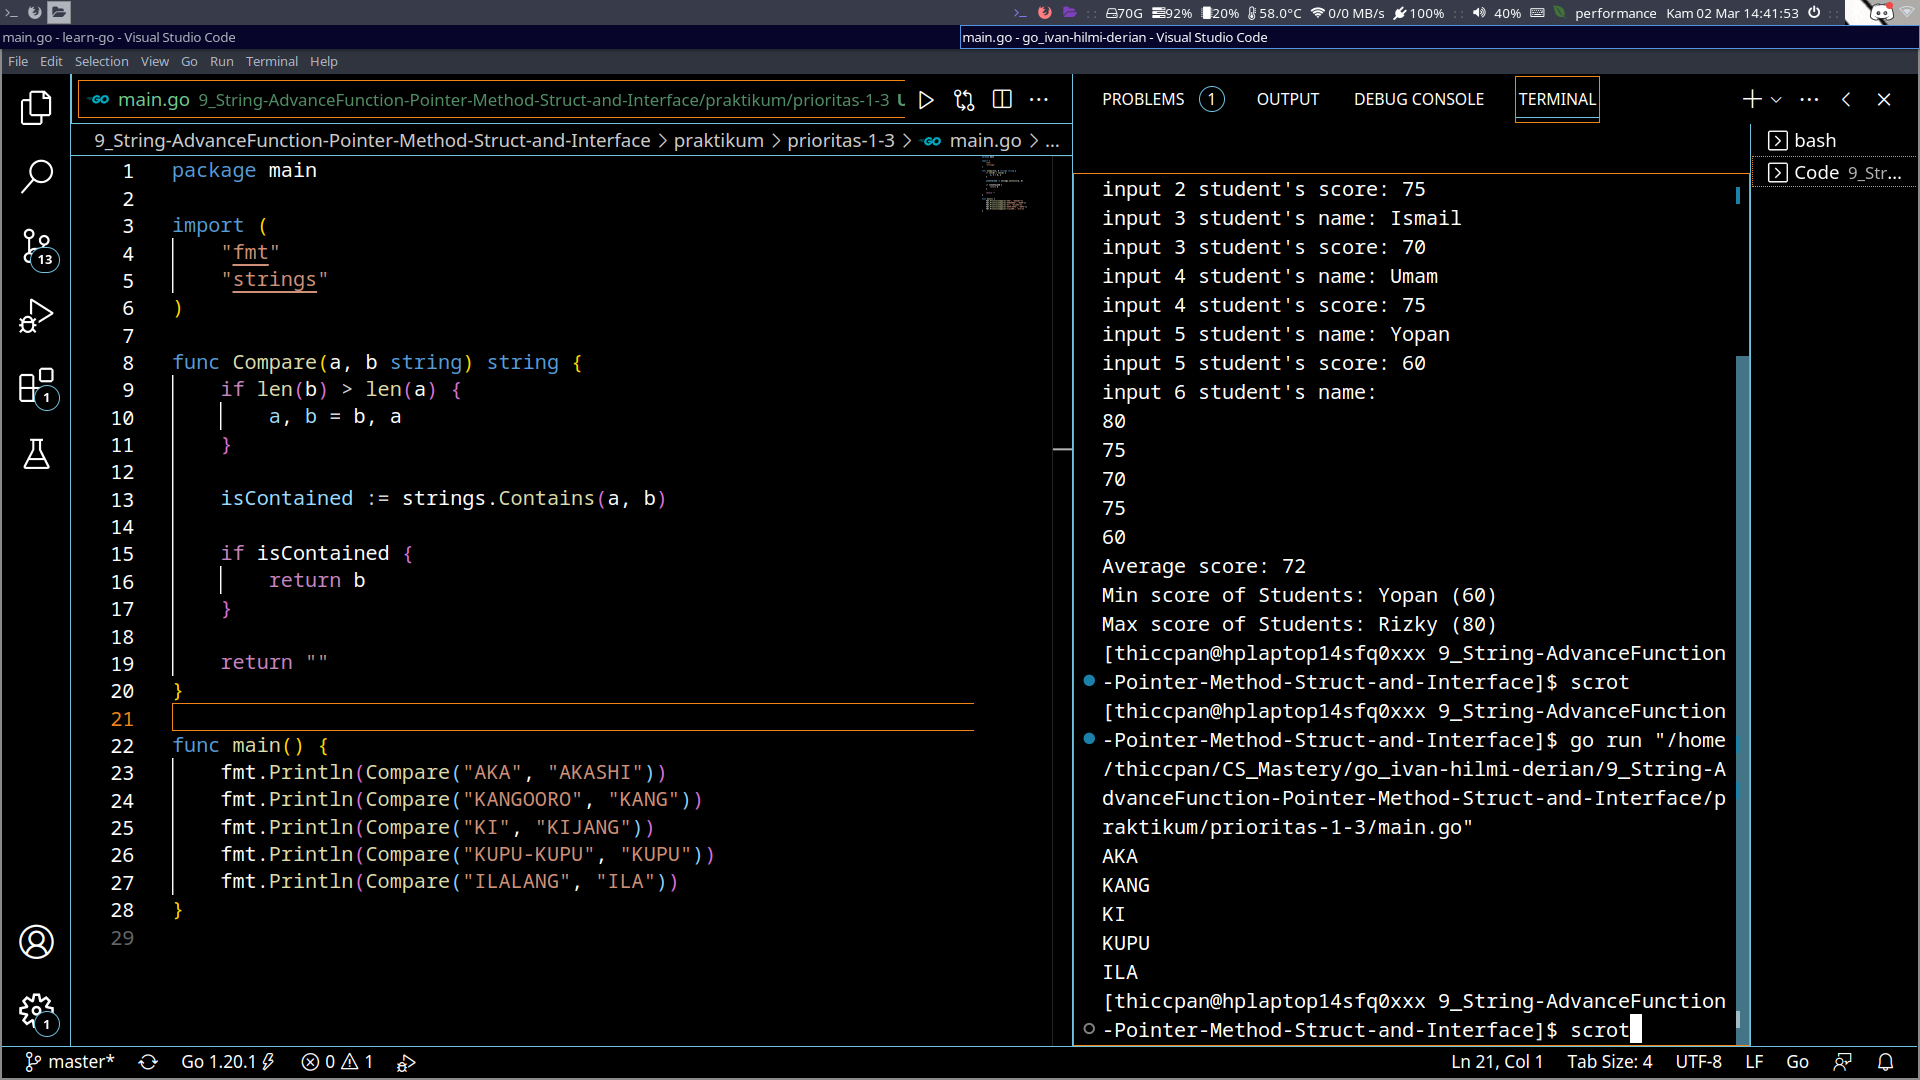 70G 92% 20% 58.0°C 0/0 MB/s 100% 40% performance Kam 02 Mar 14:41:53
main.go - learn-go - Visual Studio Code
main.go - go_ivan-hilmi-derian - Visual Studio Code
File Edit Selection View Go Run Terminal Help
main.go 9_String-AdvanceFunction-Pointer-Method-Struct-and-Interface/praktikum/prioritas-1-3 U
9_String-AdvanceFunction-Pointer-Method-Struct-and-Interface > praktikum > prioritas-1-3 > main.go > ...
13
1
1
1 package main
2
3 import (
4 "fmt"
5 "strings"
6 )
7
8 func Compare(a, b string) string {
9 if len(b) > len(a) {
10 a, b = b, a
11 }
12
13 isContained := strings.Contains(a, b)
14
15 if isContained {
16 return b
17 }
18
19 return ""
20 }
21
22 func main() {
23 fmt.Println(Compare("AKA", "AKASHI"))
24 fmt.Println(Compare("KANGOORO", "KANG"))
25 fmt.Println(Compare("KI", "KIJANG"))
26 fmt.Println(Compare("KUPU-KUPU", "KUPU"))
27 fmt.Println(Compare("ILALANG", "ILA"))
28 }
29
PROBLEMS 1 OUTPUT DEBUG CONSOLE TERMINAL
input 2 student's score: 75
input 3 student's name: Ismail
input 3 student's score: 70
input 4 student's name: Umam
input 4 student's score: 75
input 5 student's name: Yopan
input 5 student's score: 60
input 6 student's name:
80
75
70
75
60
Average score: 72
Min score of Students: Yopan (60)
Max score of Students: Rizky (80)
[thiccpan@hplaptop14sfq0xxx 9_String-AdvanceFunction
-Pointer-Method-Struct-and-Interface]$ scrot
[thiccpan@hplaptop14sfq0xxx 9_String-AdvanceFunction
-Pointer-Method-Struct-and-Interface]$ go run "/home
/thiccpan/CS_Mastery/go_ivan-hilmi-derian/9_String-A
dvanceFunction-Pointer-Method-Struct-and-Interface/p
raktikum/prioritas-1-3/main.go"
AKA
KANG
KI
KUPU
ILA
[thiccpan@hplaptop14sfq0xxx 9_String-AdvanceFunction
-Pointer-Method-Struct-and-Interface]$ scrot
bash
Code 9_Str...
master* Go 1.20.1 0 1
Ln 21, Col 1 Tab Size: 4 UTF-8 LF Go